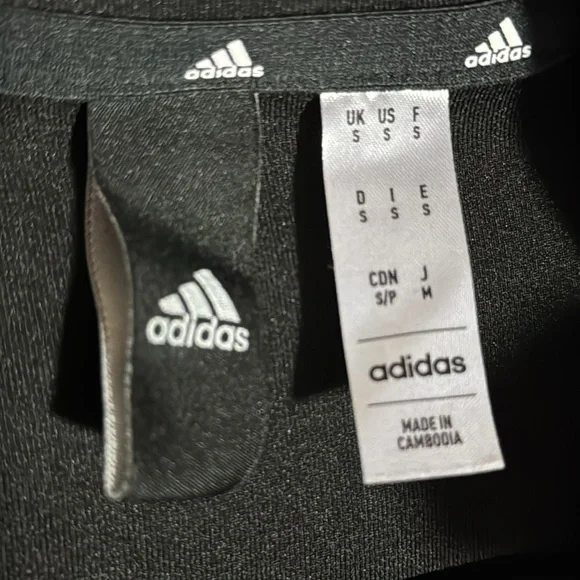 adidas
adidas
UK US F
S S S
D I E
S S S
CDN J
S/P M
adidas
adidas
MADE IN
CAMBODIA